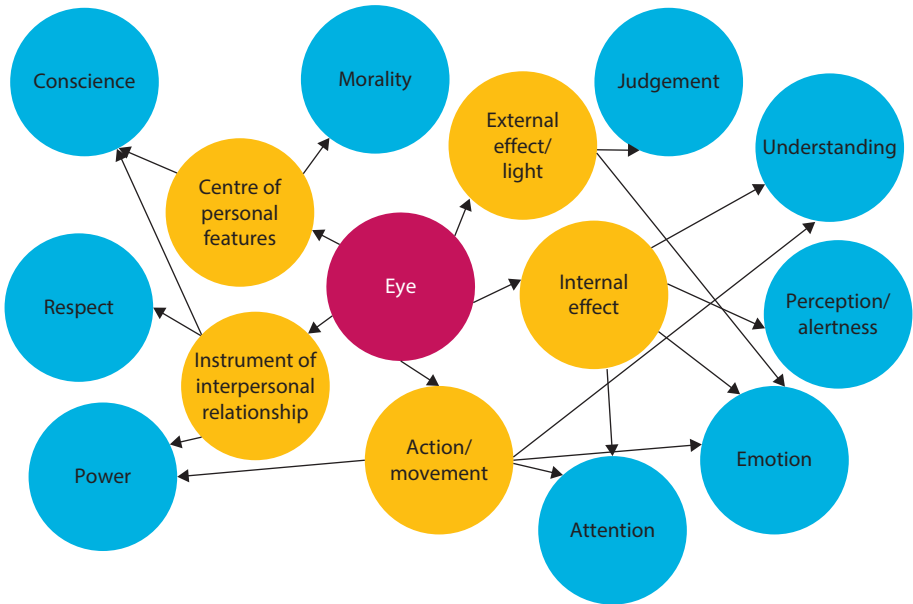 Conscience
Morality
Judgement
External
effect/
light
Understanding
Centre of
personal
features
Eye
Internal
effect
Perception/
alertness
Respect
Instrument of
interpersonal
relationship
Action/
movement
Emotion
Power
Attention